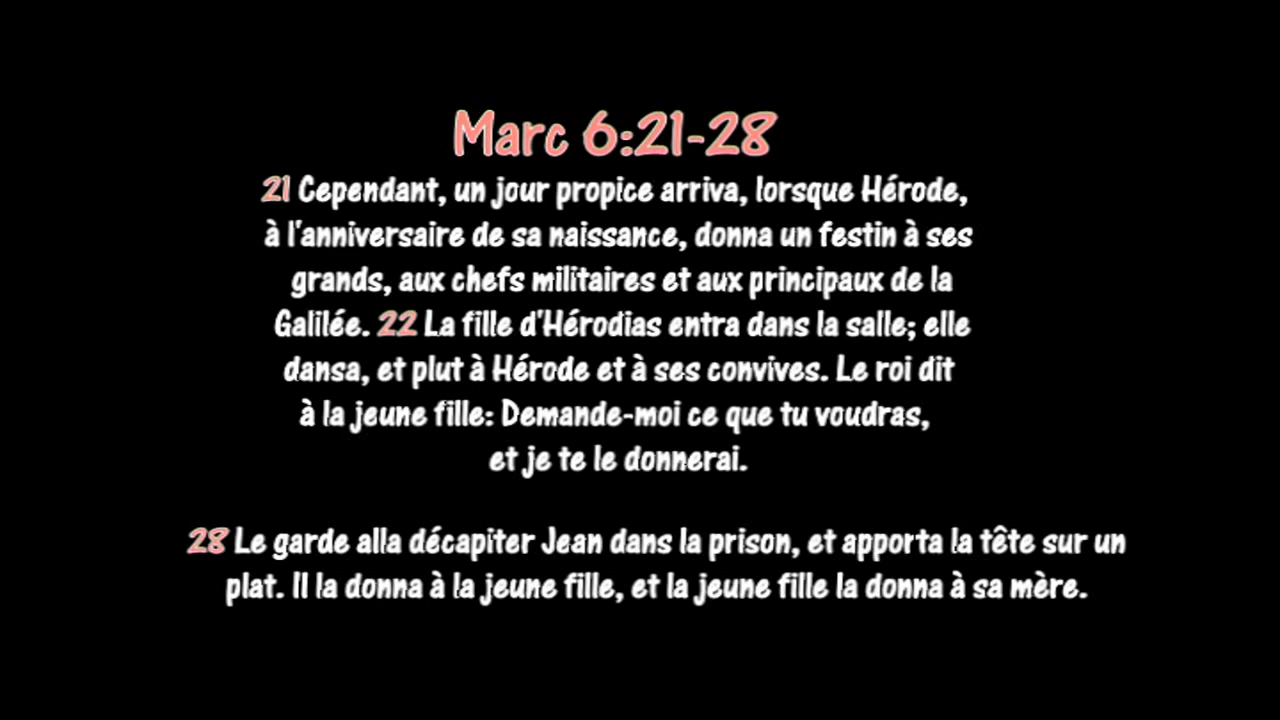 Marc 6:21-28
21 Cependant, un jour propice arriva, lorsque Hérode,
à l'anniversaire de sa naissance, donna un festin à ses
grands, aux chefs militaires et aux principaux de la
Galilée. 22 La fille d'Hérodias entra dans la salle; elle
dansa, et plut à Hérode et à ses convives. Le roi dit
à la jeune fille: Demande-moi ce que tu voudras,
et je te le donnerai.
28 Le garde alla décapiter Jean dans la prison, et apporta la tête sur un
plat. Il la donna à la jeune fille, et la jeune fille la donna à sa mère.